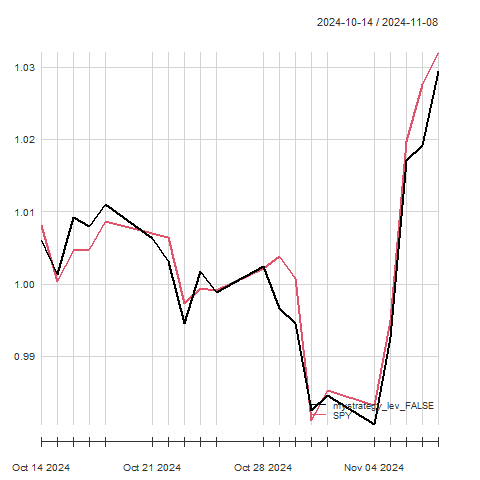 2024-10-14 / 2024-11-08
1.03
1.02
1.01
1.00
0.99
mystrategy_lev_FALSE
SPY
Oct 14 2024
Oct 21 2024
Oct 28 2024
Nov 04 2024